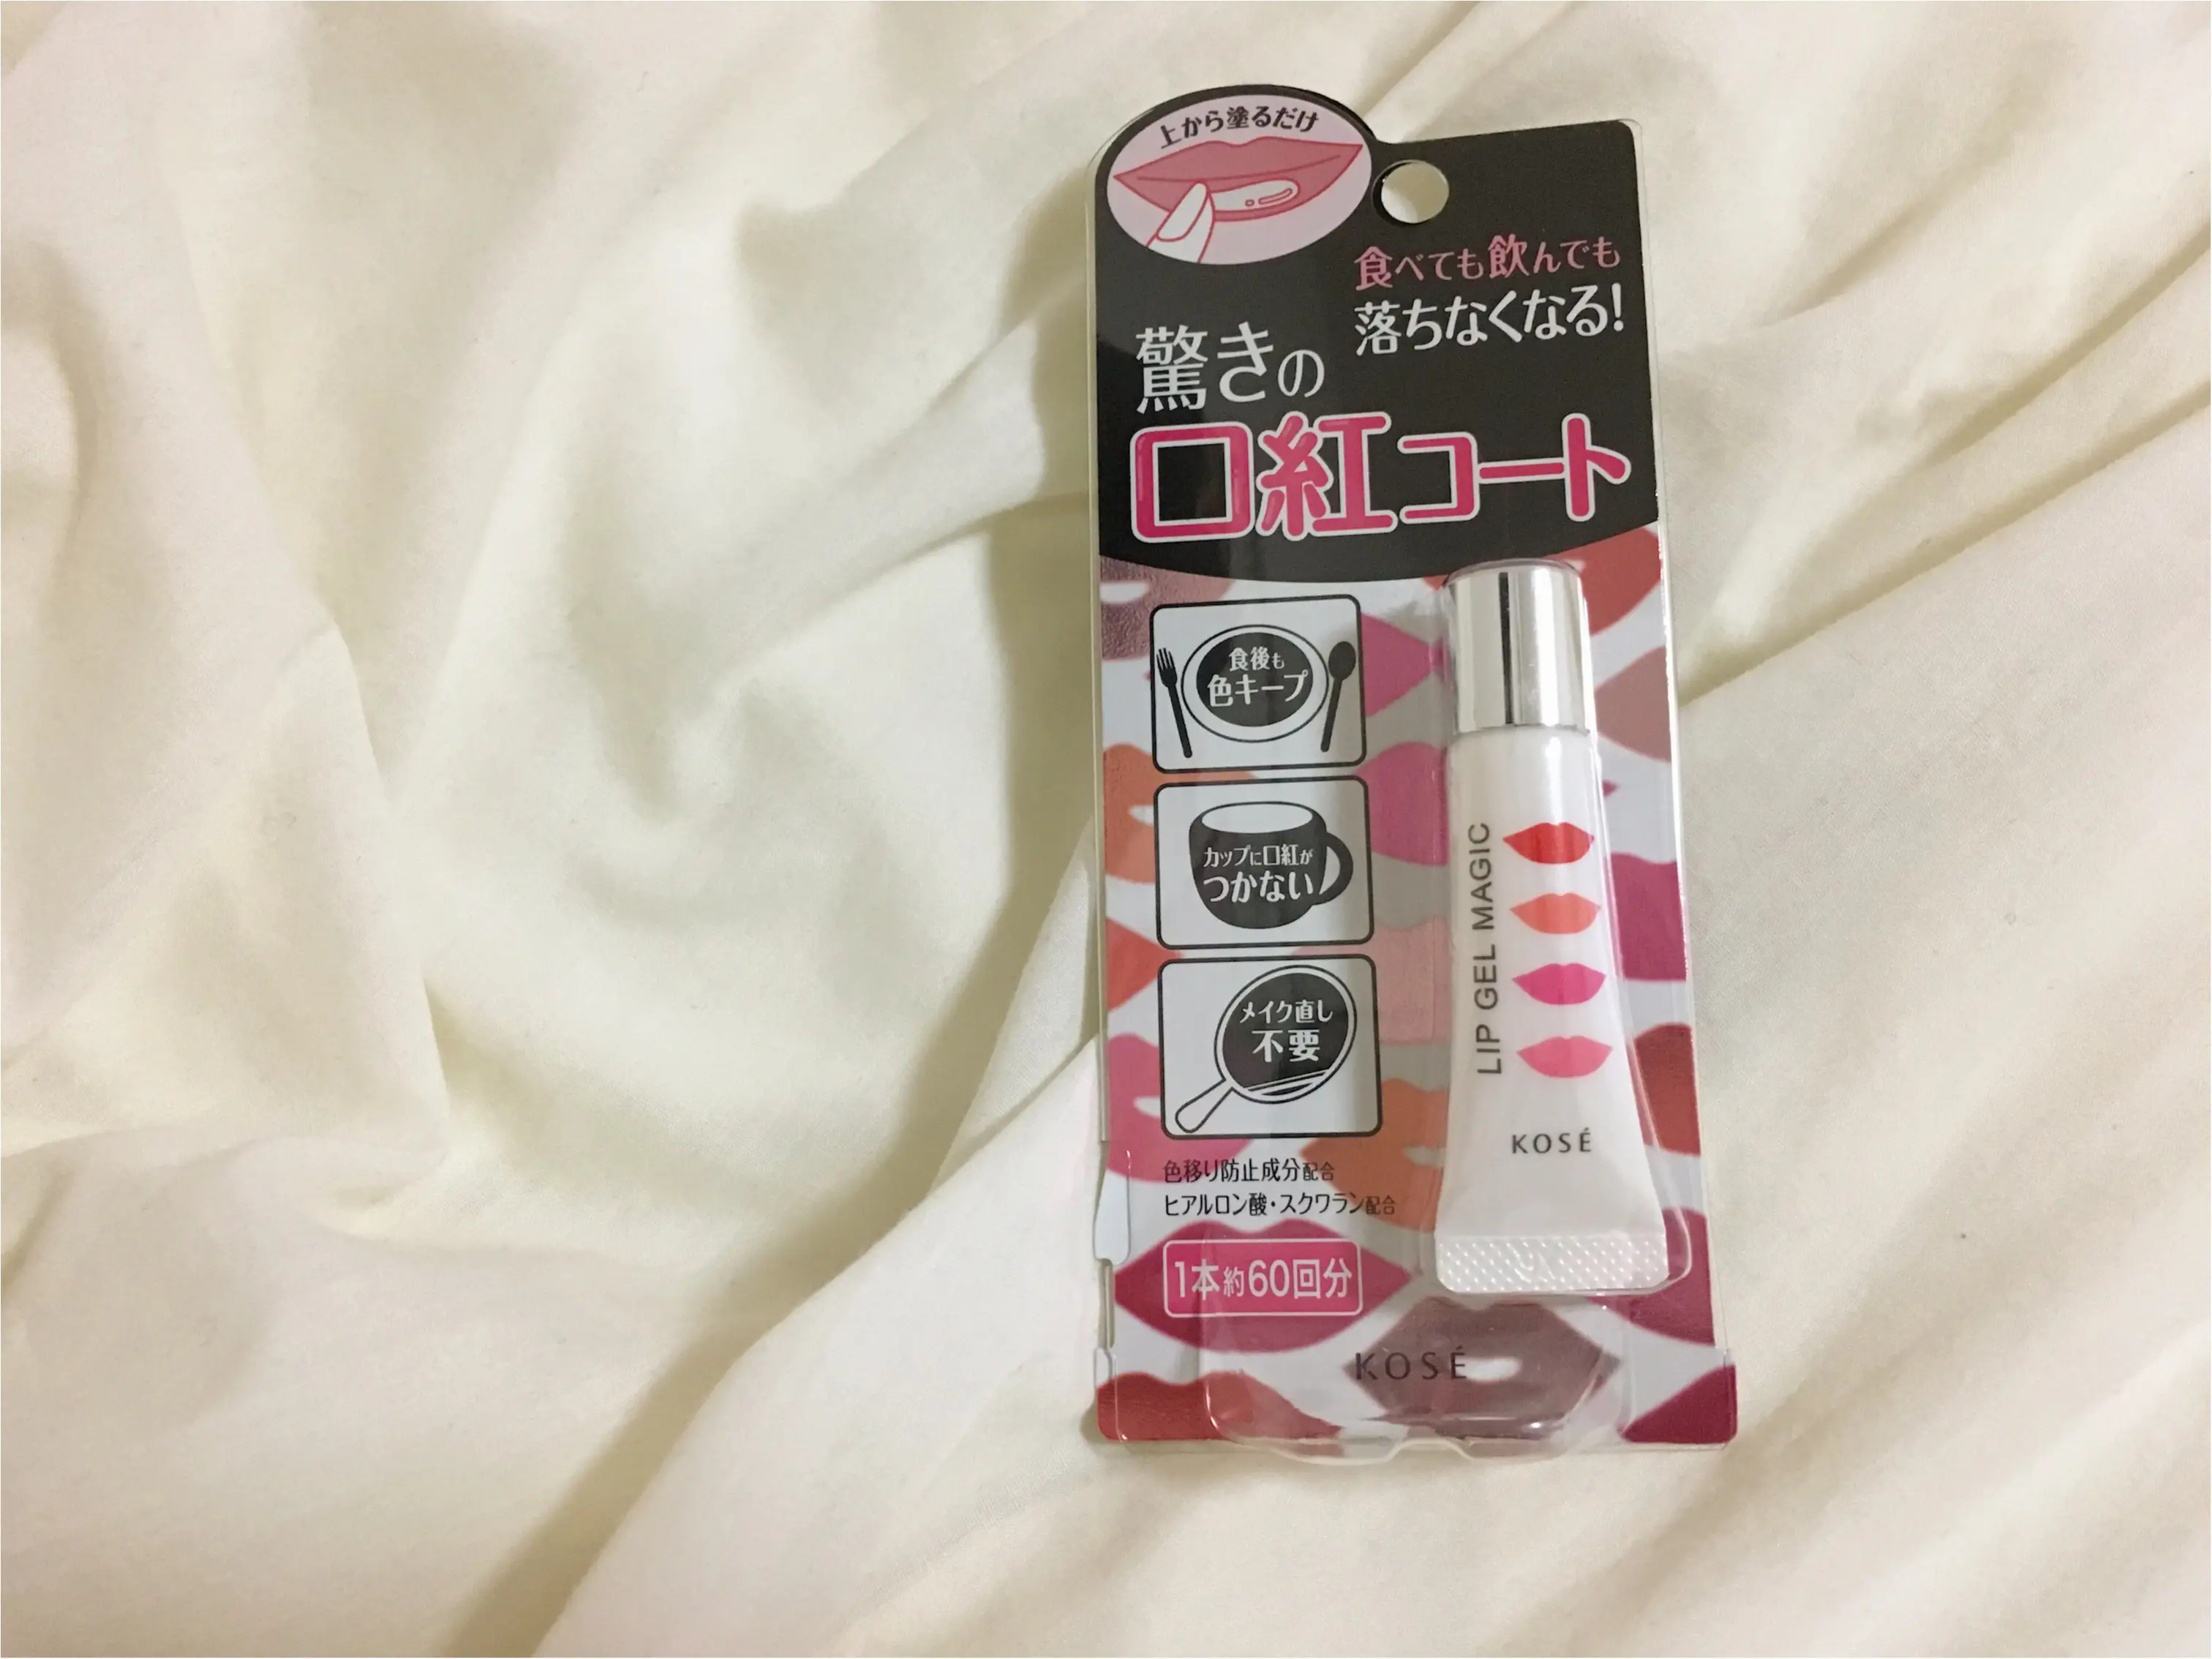 上から塗るだけ
食べても飲んでも
落ちなくなる!
驚きの
口紅コート
食後も
色キープ
カップに口紅が
つかない
メイク直し
不要
色移り防止成分配合
ヒアルロン酸・スクワラン配合
1本約60回分
KOSÉ
LIP GEL MAGIC
KOSÉ